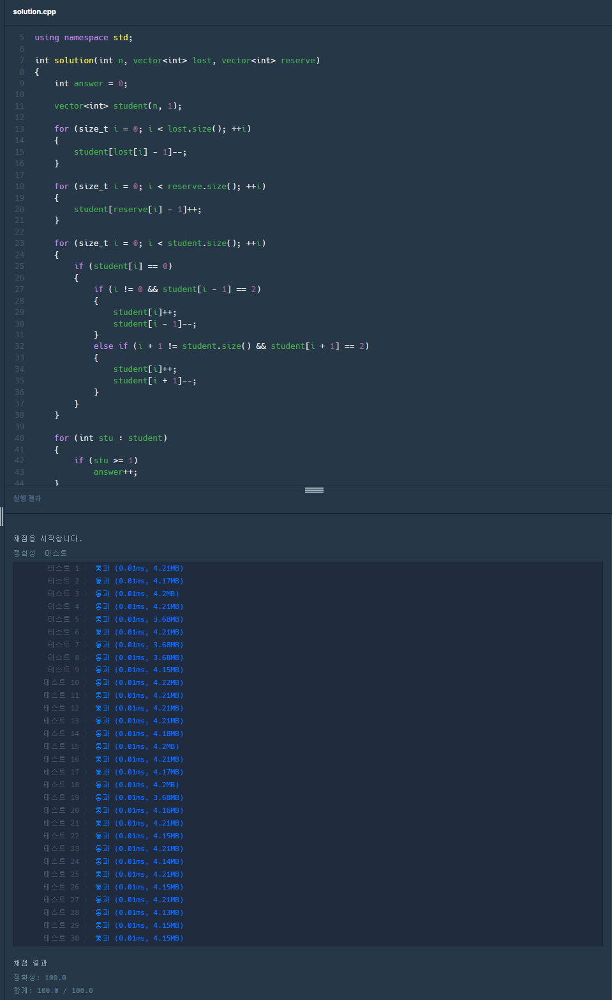 solution.cpp
5 using namespace std;
6
7 int solution(int n, vector<int> lost, vector<int> reserve)
8 {
9     int answer = 0;
10
11     vector<int> student(n, 1);
12
13     for (size_t i = 0; i < lost.size(); ++i)
14     {
15         student[lost[i] - 1]--;
16     }
17
18     for (size_t i = 0; i < reserve.size(); ++i)
19     {
20         student[reserve[i] - 1]++;
21     }
22
23     for (size_t i = 0; i < student.size(); ++i)
24     {
25         if (student[i] == 0)
26         {
27             if (i != 0 && student[i - 1] == 2)
28             {
29                 student[i]++;
30                 student[i - 1]--;
31             }
32             else if (i + 1 != student.size() && student[i + 1] == 2)
33             {
34                 student[i]++;
35                 student[i + 1]--;
36             }
37         }
38     }
39
40     for (int stu : student)
41     {
42         if (stu >= 1)
43             answer++;
44     }
실행 결과
채점을 시작합니다.
정확성 테스트
테스트 1 〉 통과 (0.01ms, 4.21MB)
테스트 2 〉 통과 (0.01ms, 4.17MB)
테스트 3 〉 통과 (0.01ms, 4.2MB)
테스트 4 〉 통과 (0.01ms, 4.21MB)
테스트 5 〉 통과 (0.01ms, 3.68MB)
테스트 6 〉 통과 (0.01ms, 4.21MB)
테스트 7 〉 통과 (0.01ms, 3.68MB)
테스트 8 〉 통과 (0.01ms, 3.68MB)
테스트 9 〉 통과 (0.01ms, 4.15MB)
테스트 10 〉 통과 (0.01ms, 4.22MB)
테스트 11 〉 통과 (0.01ms, 4.21MB)
테스트 12 〉 통과 (0.01ms, 4.21MB)
테스트 13 〉 통과 (0.01ms, 4.21MB)
테스트 14 〉 통과 (0.01ms, 4.18MB)
테스트 15 〉 통과 (0.01ms, 4.2MB)
테스트 16 〉 통과 (0.01ms, 4.21MB)
테스트 17 〉 통과 (0.01ms, 4.17MB)
테스트 18 〉 통과 (0.01ms, 4.2MB)
테스트 19 〉 통과 (0.01ms, 3.68MB)
테스트 20 〉 통과 (0.01ms, 4.16MB)
테스트 21 〉 통과 (0.01ms, 4.21MB)
테스트 22 〉 통과 (0.01ms, 4.15MB)
테스트 23 〉 통과 (0.01ms, 4.21MB)
테스트 24 〉 통과 (0.01ms, 4.14MB)
테스트 25 〉 통과 (0.01ms, 4.21MB)
테스트 26 〉 통과 (0.01ms, 4.15MB)
테스트 27 〉 통과 (0.01ms, 4.21MB)
테스트 28 〉 통과 (0.01ms, 4.13MB)
테스트 29 〉 통과 (0.01ms, 4.15MB)
테스트 30 〉 통과 (0.01ms, 4.15MB)
채점 결과
정확성: 100.0
합계: 100.0 / 100.0